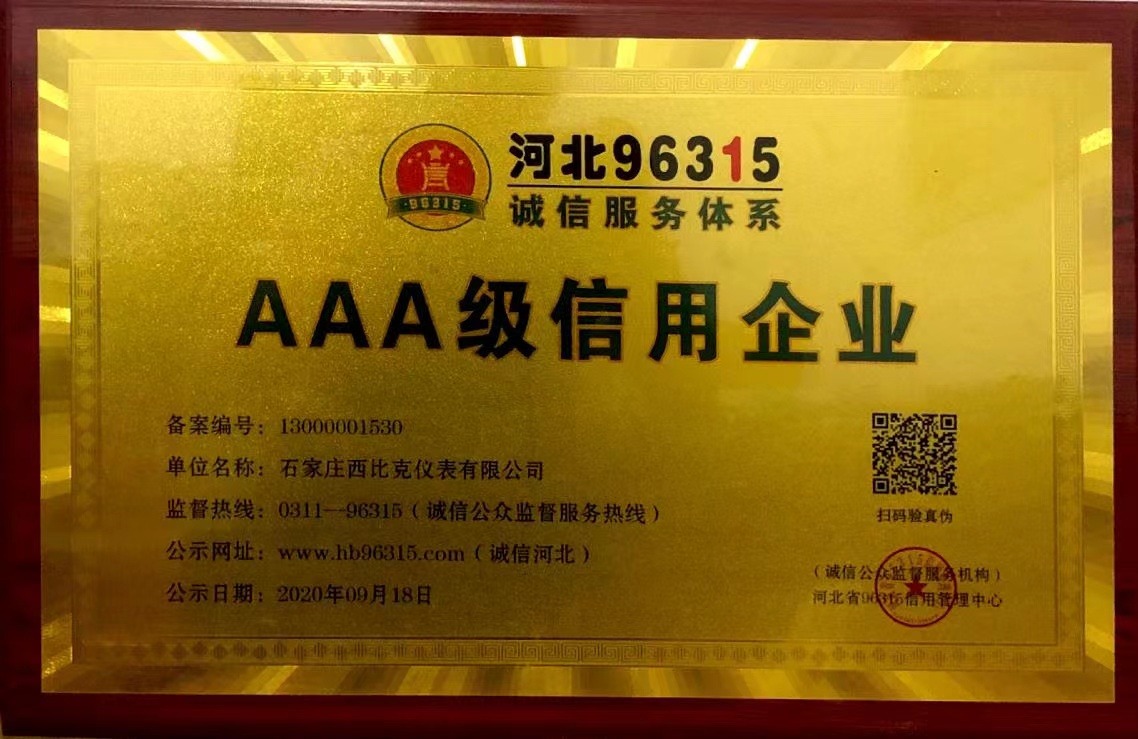 河北96315
·96315·
诚信服务体系
AAA级信用企业
备案编号：13000001530
单位名称：石家庄西比克仪表有限公司
监督热线：0311—96315（诚信公众监督服务热线）
公示网址：www.hb96315.com（诚信河北）
公示日期：2020年09月18日
扫码验真伪
（诚信公众监督服务机构）
河北省96315信用管理中心